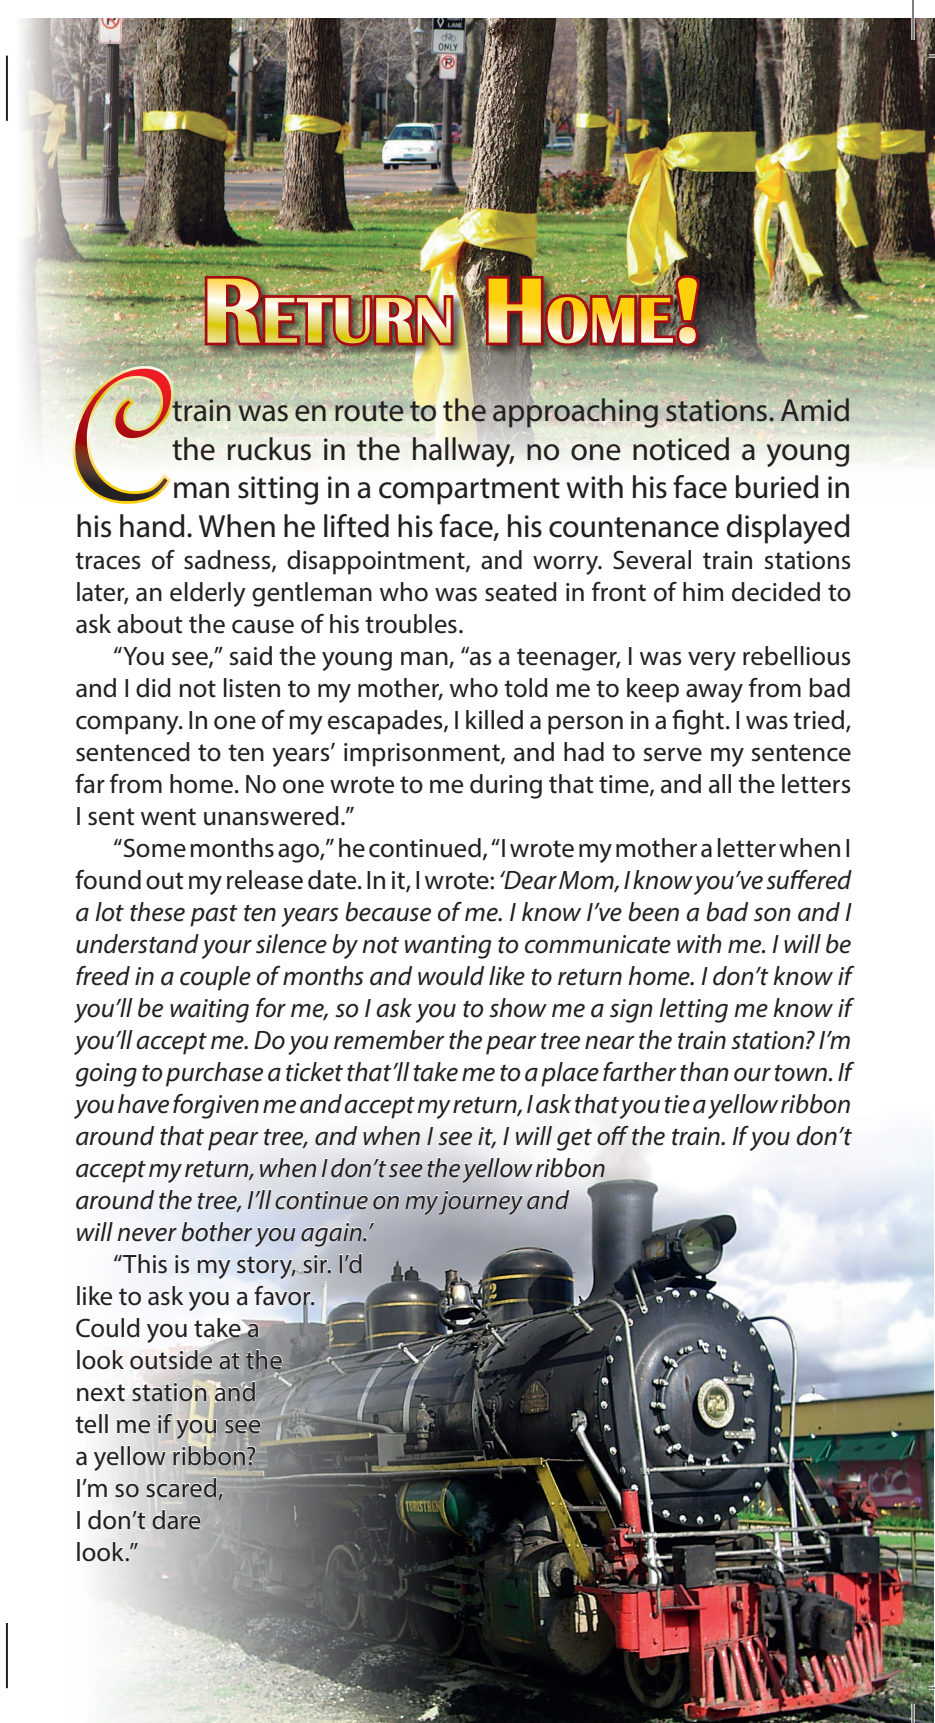 LANE
ONLY
RETURN HOME!
C train was en route to the approaching stations. Amid
the ruckus in the hallway, no one noticed a young
man sitting in a compartment with his face buried in
his hand. When he lifted his face, his countenance displayed
traces of sadness, disappointment, and worry. Several train stations
later, an elderly gentleman who was seated in front of him decided to
ask about the cause of his troubles.
“You see,” said the young man, “as a teenager, I was very rebellious
and I did not listen to my mother, who told me to keep away from bad
company. In one of my escapades, I killed a person in a fight. I was tried,
sentenced to ten years’ imprisonment, and had to serve my sentence
far from home. No one wrote to me during that time, and all the letters
I sent went unanswered.”
“Some months ago,” he continued, “I wrote my mother a letter when I
found out my release date. In it, I wrote: ‘Dear Mom, I know you’ve suffered
a lot these past ten years because of me. I know I’ve been a bad son and I
understand your silence by not wanting to communicate with me. I will be
freed in a couple of months and would like to return home. I don’t know if
you’ll be waiting for me, so I ask you to show me a sign letting me know if
you’ll accept me. Do you remember the pear tree near the train station? I’m
going to purchase a ticket that’ll take me to a place farther than our town. If
you have forgiven me and accept my return, I ask that you tie a yellow ribbon
around that pear tree, and when I see it, I will get off the train. If you don’t
accept my return, when I don’t see the yellow ribbon
around the tree, I’ll continue on my journey and
will never bother you again.’
“This is my story, sir. I’d
like to ask you a favor.
Could you take a
look outside at the
next station and
tell me if you see
a yellow ribbon?
I’m so scared,
I don’t dare
look.”
2